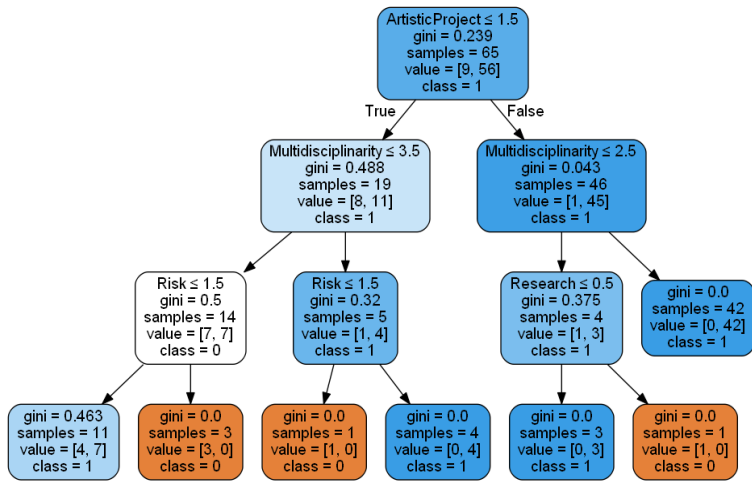 ArtisticProject ≤ 1.5
gini = 0.239
samples = 65
value = [9, 56]
class = 1
True
False
Multidisciplinarity ≤ 3.5
gini = 0.488
samples = 19
value = [8, 11]
class = 1
Multidisciplinarity ≤ 2.5
gini = 0.043
samples = 46
value = [1, 45]
class = 1
Risk ≤ 1.5
gini = 0.5
samples = 14
value = [7, 7]
class = 0
Risk ≤ 1.5
gini = 0.32
samples = 5
value = [1, 4]
class = 1
Research ≤ 0.5
gini = 0.375
samples = 4
value = [1, 3]
class = 1
gini = 0.0
samples = 42
value = [0, 42]
class = 1
gini = 0.463
samples = 11
value = [4, 7]
class = 1
gini = 0.0
samples = 3
value = [3, 0]
class = 0
gini = 0.0
samples = 1
value = [1, 0]
class = 0
gini = 0.0
samples = 4
value = [0, 4]
class = 1
gini = 0.0
samples = 3
value = [0, 3]
class = 1
gini = 0.0
samples = 1
value = [1, 0]
class = 0